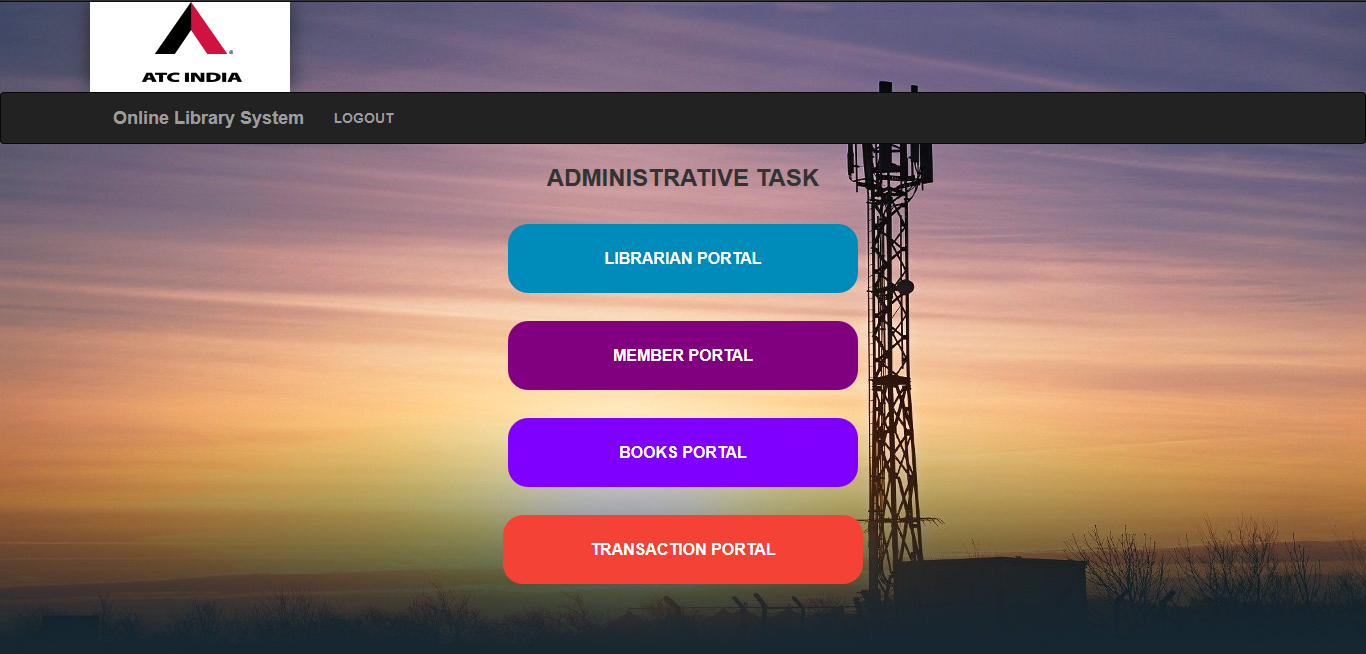 ATC INDIA
Online Library System LOGOUT
ADMINISTRATIVE TASK
LIBRARIAN PORTAL
MEMBER PORTAL
BOOKS PORTAL
TRANSACTION PORTAL